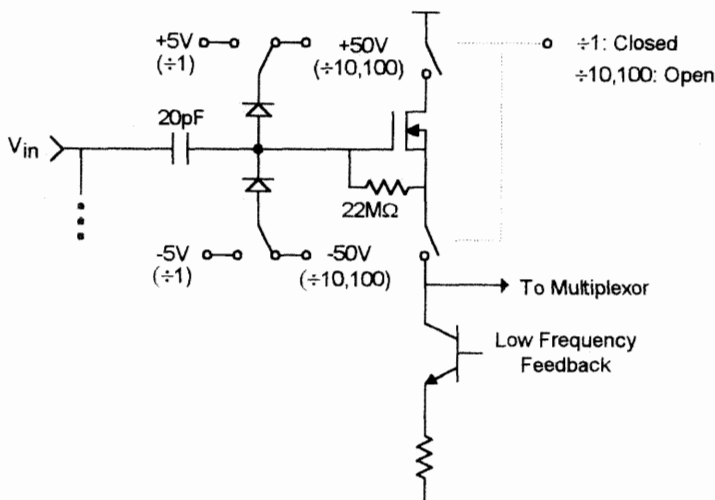 +5V
(÷1)
+50V
(÷10,100)
÷1: Closed
÷10,100: Open
20pF
Vin
22MΩ
-5V
(÷1)
-50V
(÷10,100)
To Multiplexor
Low Frequency
Feedback